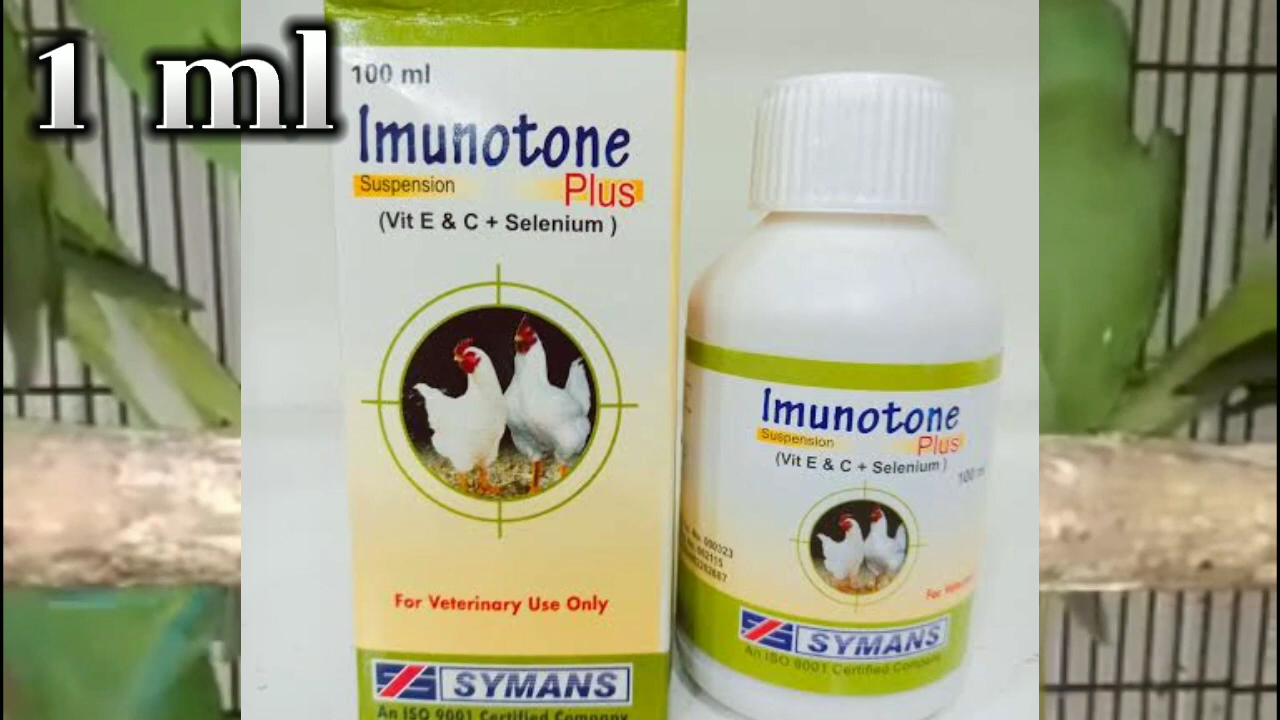 1 ml
100 ml
Imunotone
Suspension Plus
(Vit E & C + Selenium )
For Veterinary Use Only
SYMANS
An ISO 9001 Certified Company
Imunotone
Suspension Plus
(Vit E & C + Selenium )
100 ml
For
SYMANS
An ISO 9001 Certified Company